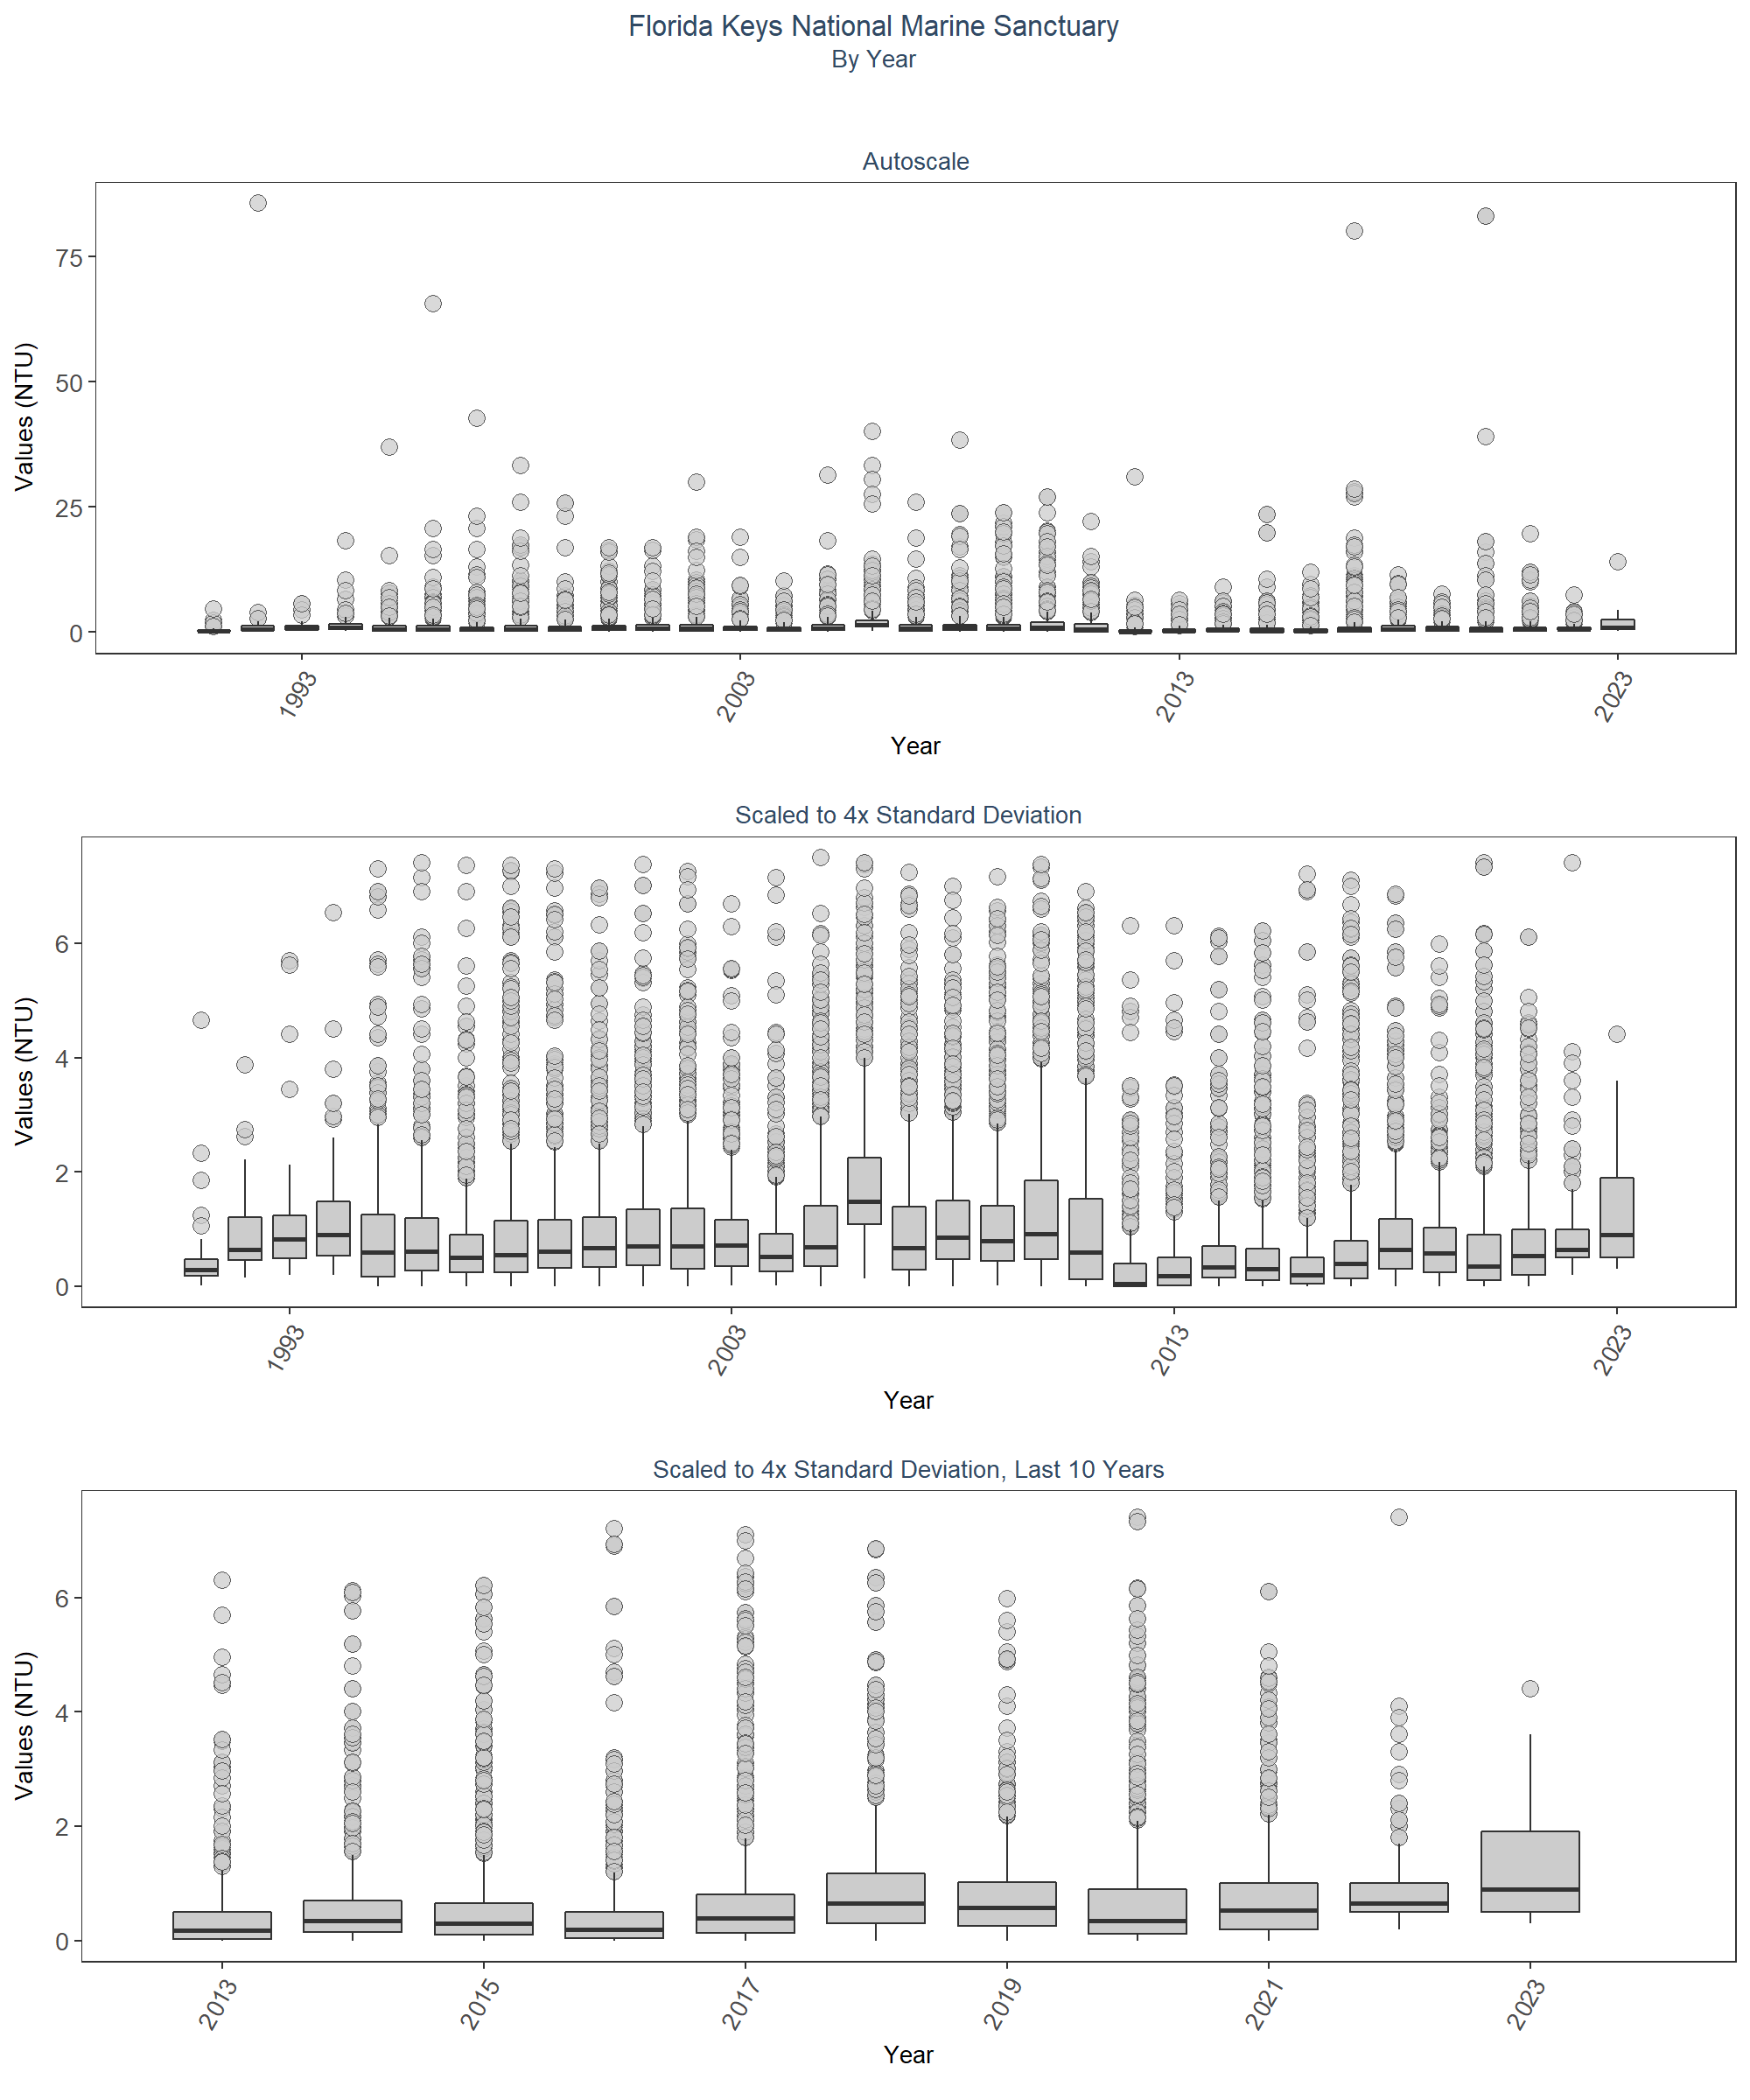 Florida Keys National Marine Sanctuary
By Year
Autoscale
Values (NTU)
75
50
25
0
1993
2003
2013
2023
Year
Scaled to 4x Standard Deviation
Values (NTU)
6
4
2
0
1993
2003
2013
2023
Year
Scaled to 4x Standard Deviation, Last 10 Years
Values (NTU)
6
4
2
0
2013
2015
2017
2019
2021
2023
Year